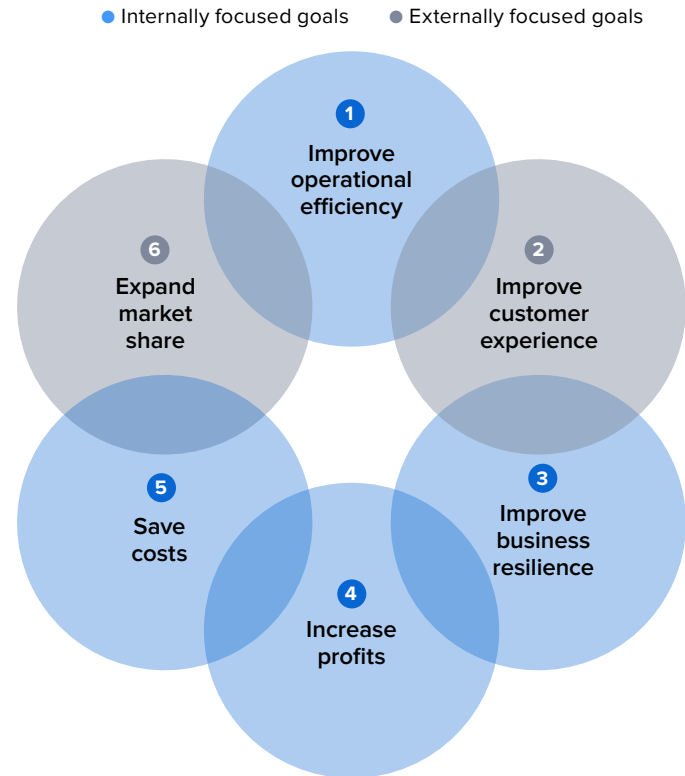 Internally focused goals
Externally focused goals
1
Improve
operational
efficiency
2
Improve
customer
experience
3
Improve
business
resilience
4
Increase
profits
5
Save
costs
6
Expand
market
share